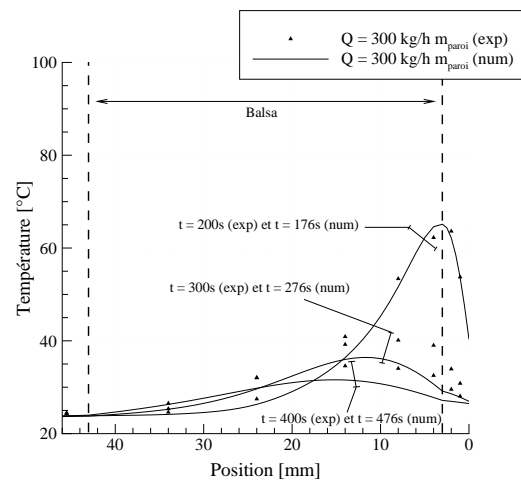 Q = 300 kg/h m_paroi (exp)
Q = 300 kg/h m_paroi (num)
100
80
60
40
20
Température [°C]
Balsa
t = 200s (exp) et t = 176s (num)
t = 300s (exp) et t = 276s (num)
t = 400s (exp) et t = 476s (num)
40 30 20 10 0
Position [mm]